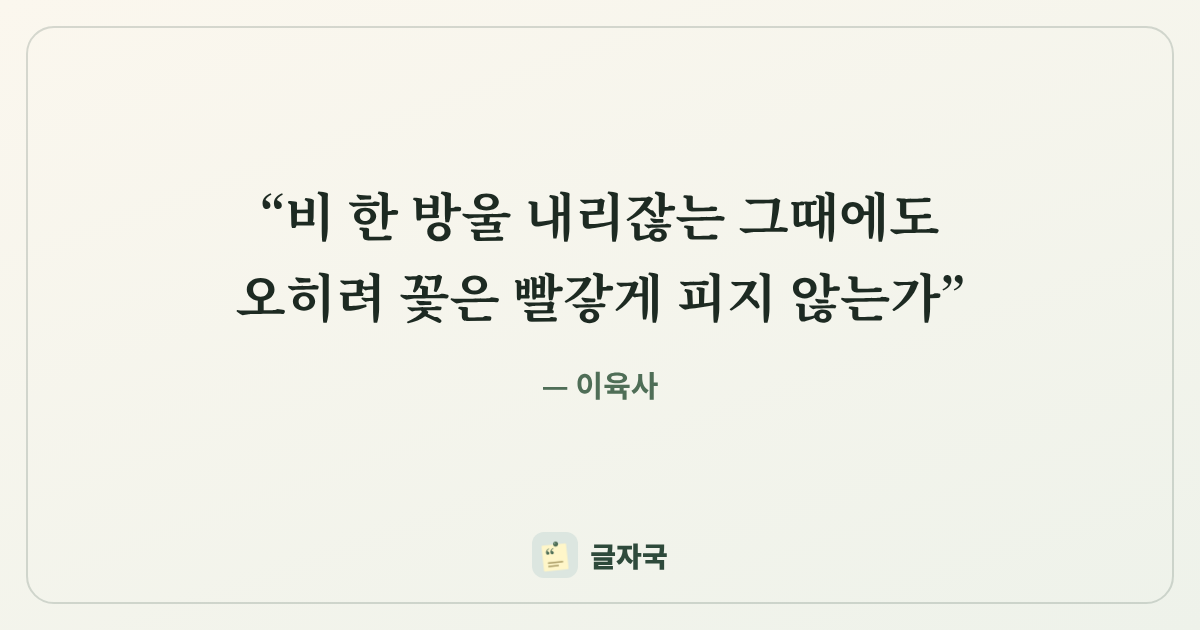 “비 한 방울 내리잖는 그때에도
오히려 꽃은 빨갛게 피지 않는가”
— 이육사
글자국